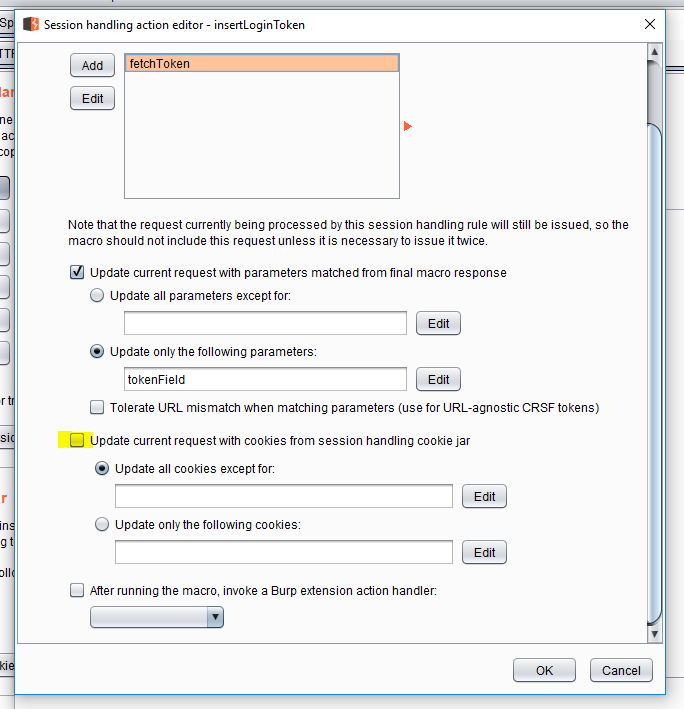 Session handling action editor - insertLoginToken
Add
fetchToken
Edit
Note that the request currently being processed by this session handling rule will still be issued, so the
macro should not include this request unless it is necessary to issue it twice.
Update current request with parameters matched from final macro response
Update all parameters except for:
Edit
Update only the following parameters:
tokenField
Edit
Tolerate URL mismatch when matching parameters (use for URL-agnostic CRSF tokens)
Update current request with cookies from session handling cookie jar
Update all cookies except for:
Edit
Update only the following cookies:
Edit
After running the macro, invoke a Burp extension action handler:
OK
Cancel